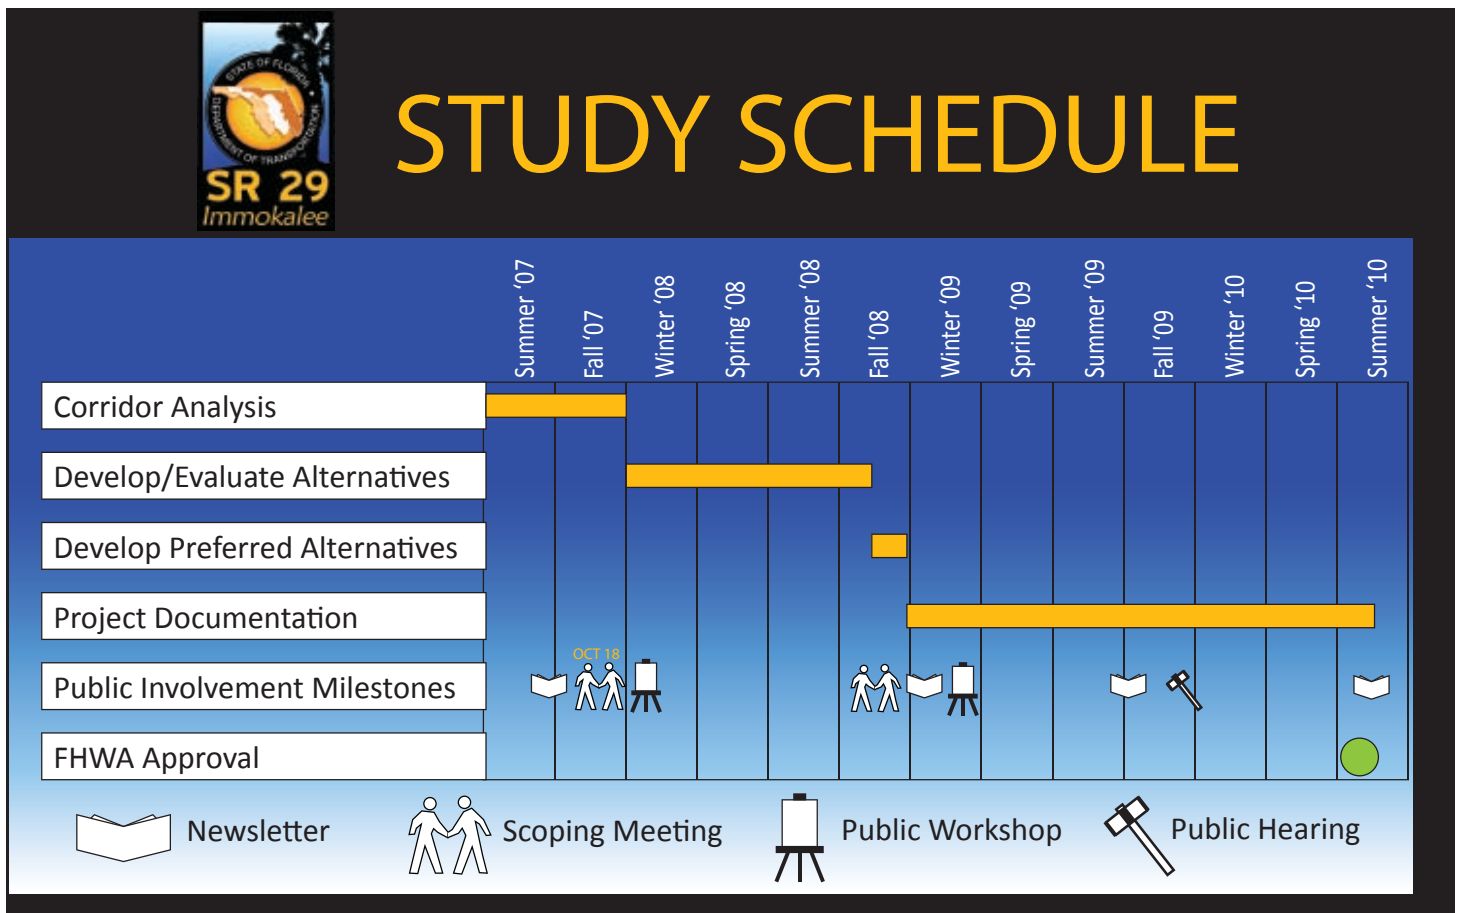 STATE OF FLORIDA
DEPARTMENT OF TRANSPORTATION
SR 29
Immokalee
STUDY SCHEDULE
Summer ‘07
Fall ‘07
Winter ‘08
Spring ‘08
Summer ‘08
Fall ‘08
Winter ‘09
Spring ‘09
Summer ‘09
Fall ‘09
Winter ‘10
Spring ‘10
Summer ‘10
Corridor Analysis
Develop/Evaluate Alternatives
Develop Preferred Alternatives
Project Documentation
OCT 18
Public Involvement Milestones
FHWA Approval
Newsletter
Scoping Meeting
Public Workshop
Public Hearing